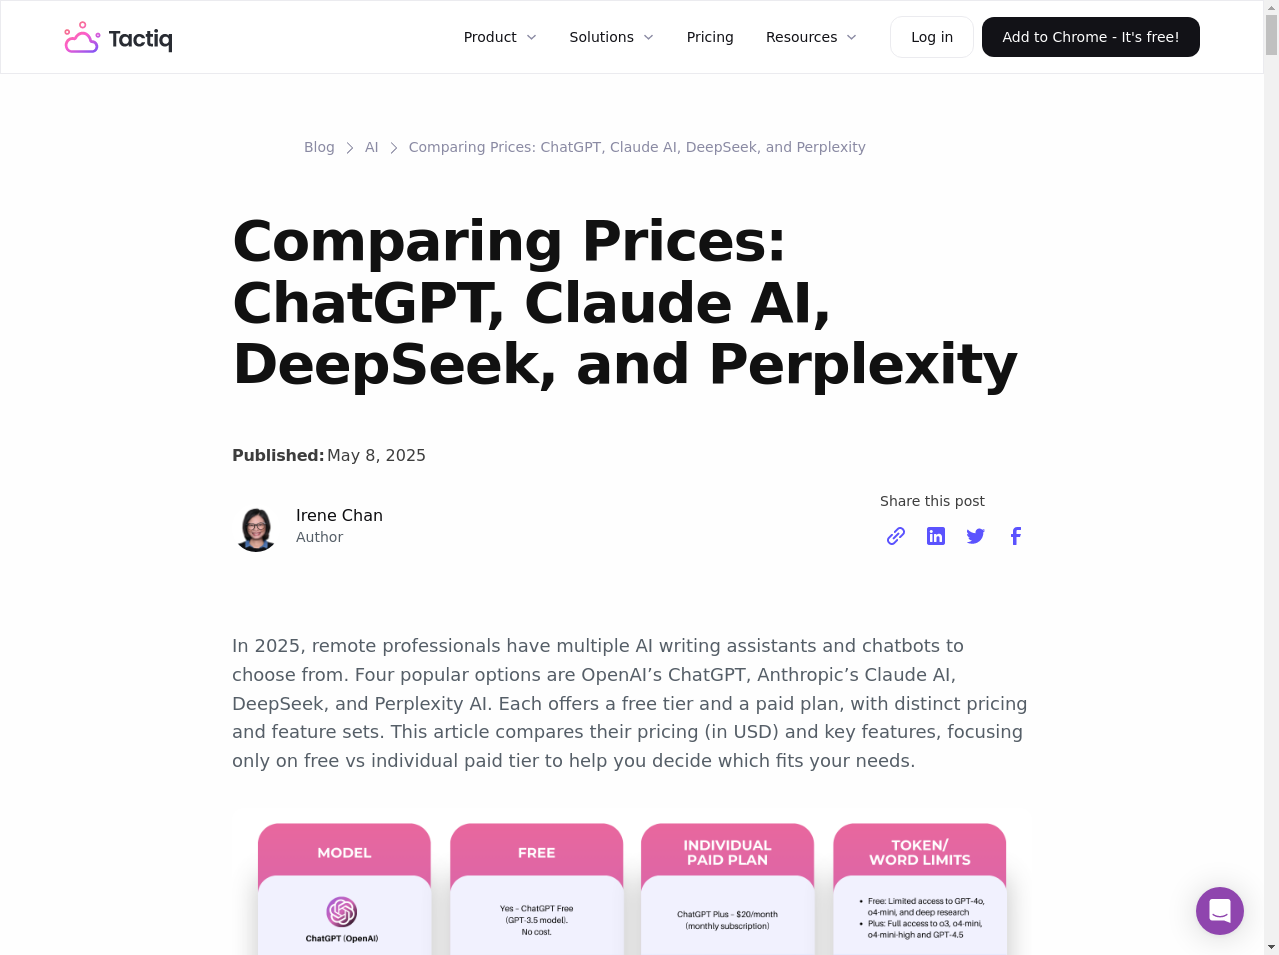 Tactiq
Product Solutions Pricing Resources Log in Add to Chrome - It's free!
Blog AI Comparing Prices: ChatGPT, Claude AI, DeepSeek, and Perplexity
Comparing Prices:
ChatGPT, Claude AI,
DeepSeek, and Perplexity
Published: May 8, 2025
Irene Chan
Author
Share this post
In 2025, remote professionals have multiple AI writing assistants and chatbots to
choose from. Four popular options are OpenAI’s ChatGPT, Anthropic’s Claude AI,
DeepSeek, and Perplexity AI. Each offers a free tier and a paid plan, with distinct pricing
and feature sets. This article compares their pricing (in USD) and key features, focusing
only on free vs individual paid tier to help you decide which fits your needs.
MODEL
ChatGPT (OpenAI)
FREE
Yes – ChatGPT Free
(GPT-3.5 model).
No cost.
INDIVIDUAL
PAID PLAN
ChatGPT Plus – $20/month
(monthly subscription)
TOKEN/
WORD LIMITS
• Free: Limited access to GPT-4o,
o4-mini, and deep research
• Plus: Full access to o3, o4-mini,
o4-mini-high and GPT-4.5